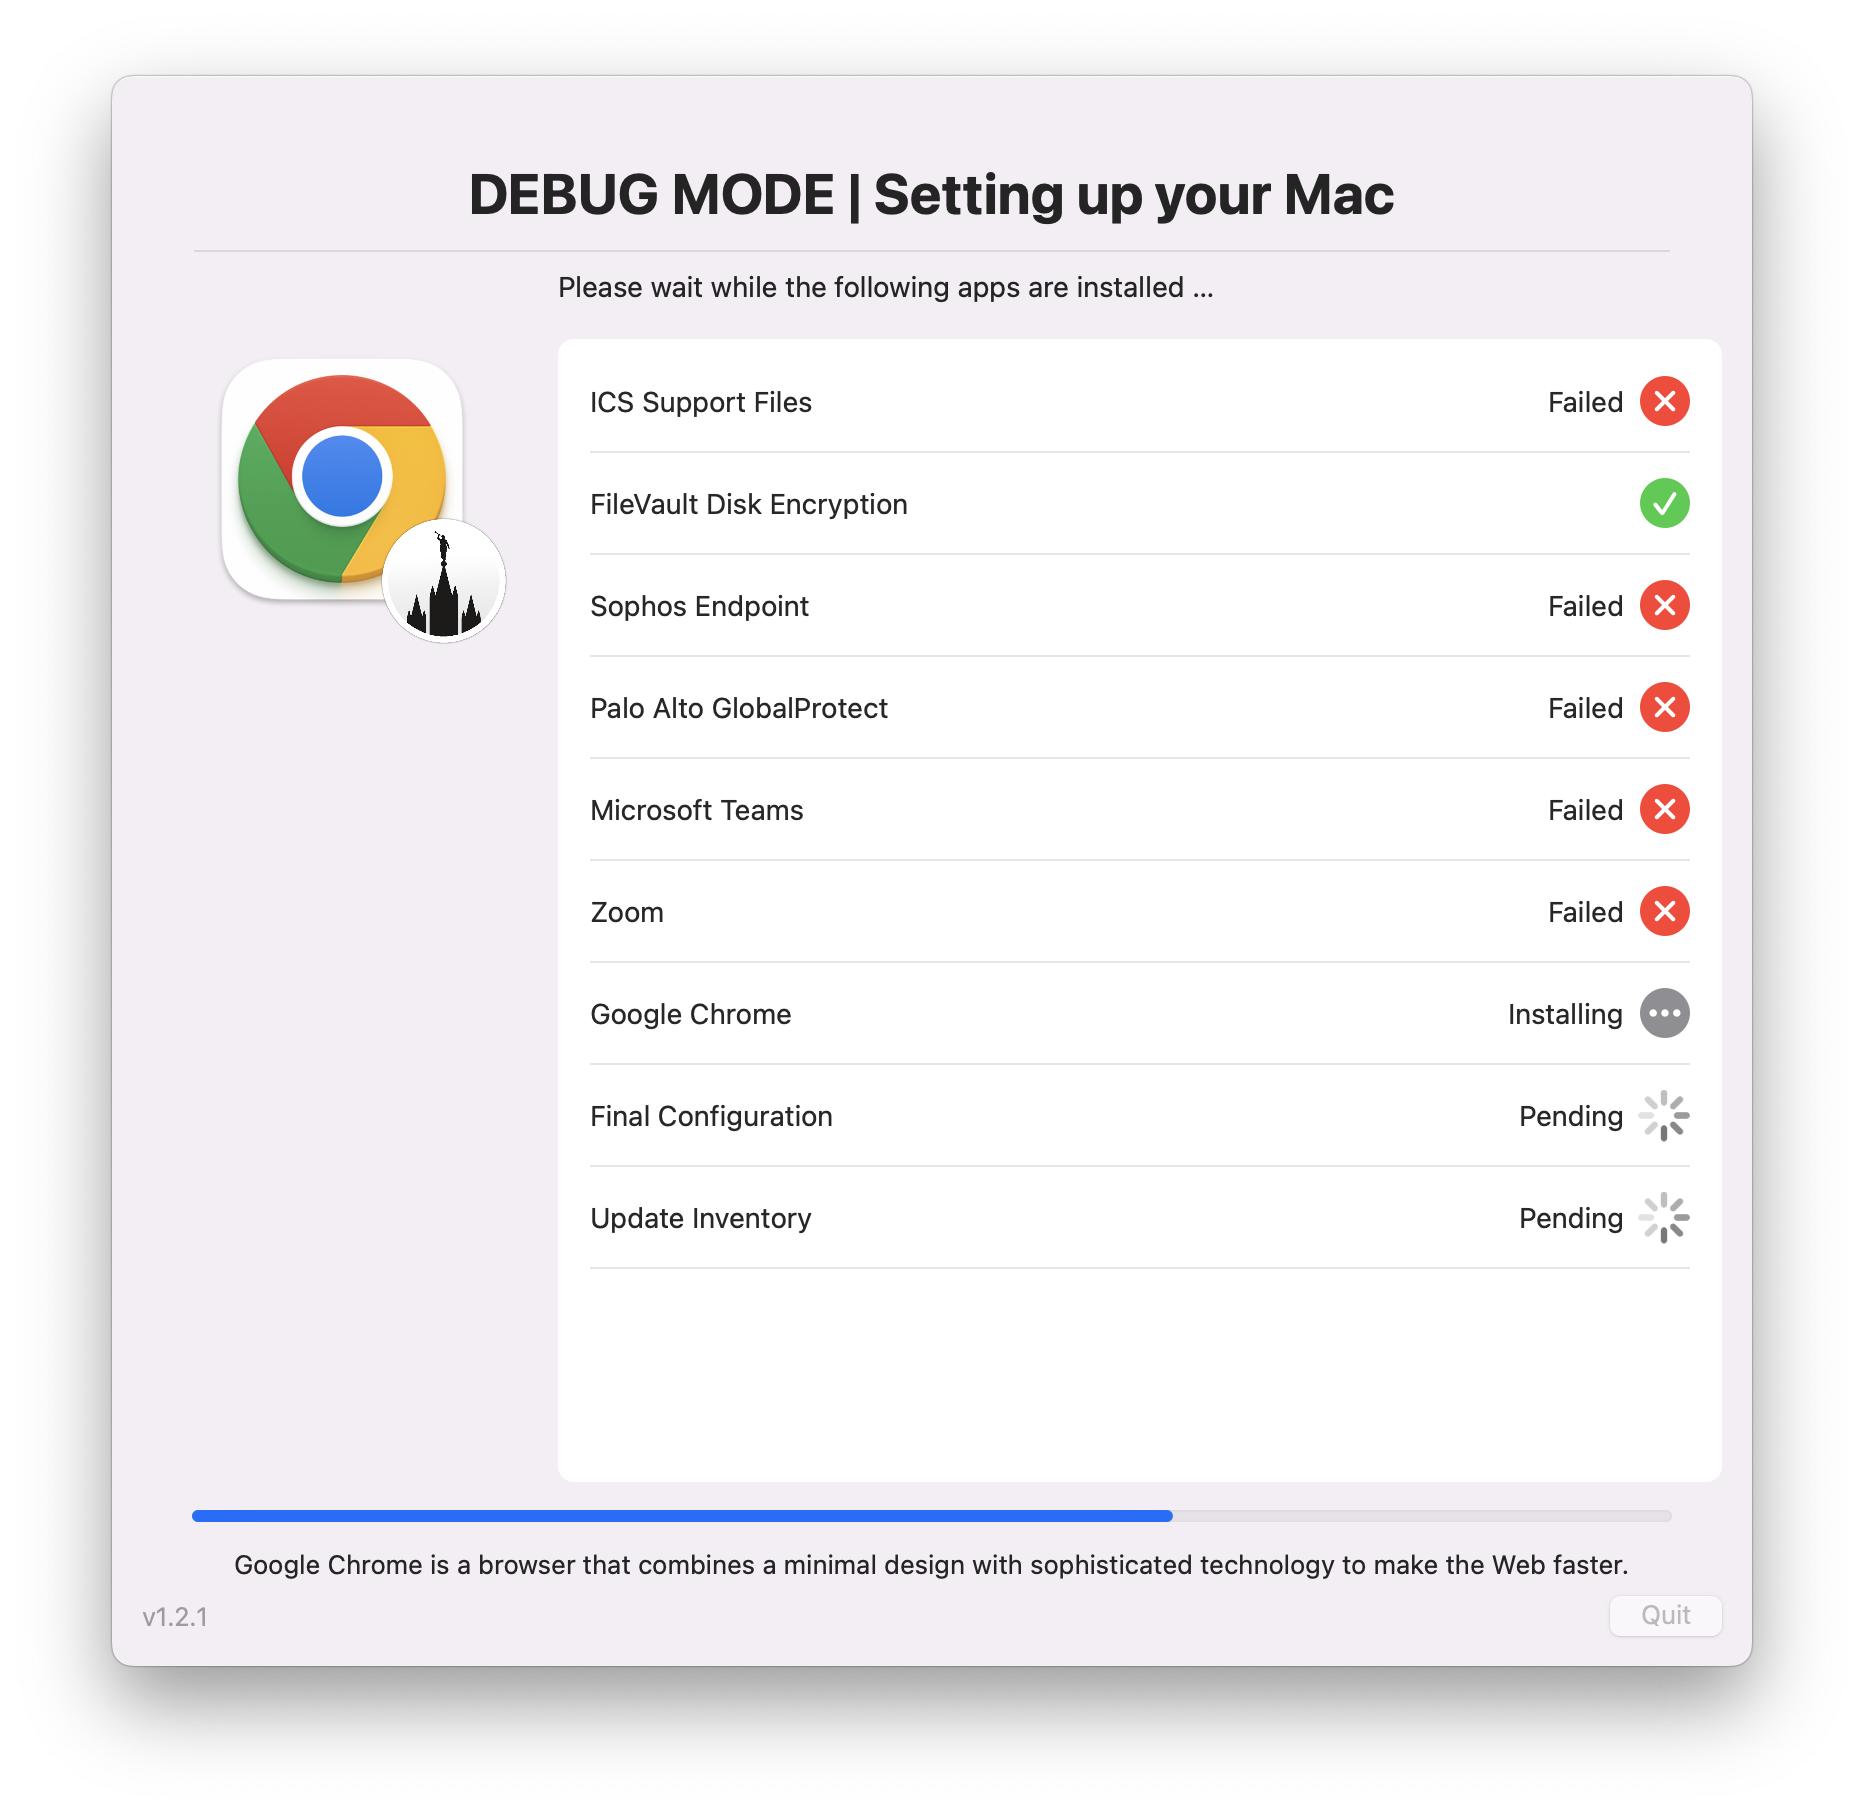 DEBUG MODE | Setting up your Mac
Please wait while the following apps are installed ...
ICS Support Files Failed
FileVault Disk Encryption
Sophos Endpoint Failed
Palo Alto GlobalProtect Failed
Microsoft Teams Failed
Zoom Failed
Google Chrome Installing
Final Configuration Pending
Update Inventory Pending
Google Chrome is a browser that combines a minimal design with sophisticated technology to make the Web faster.
v1.2.1 Quit